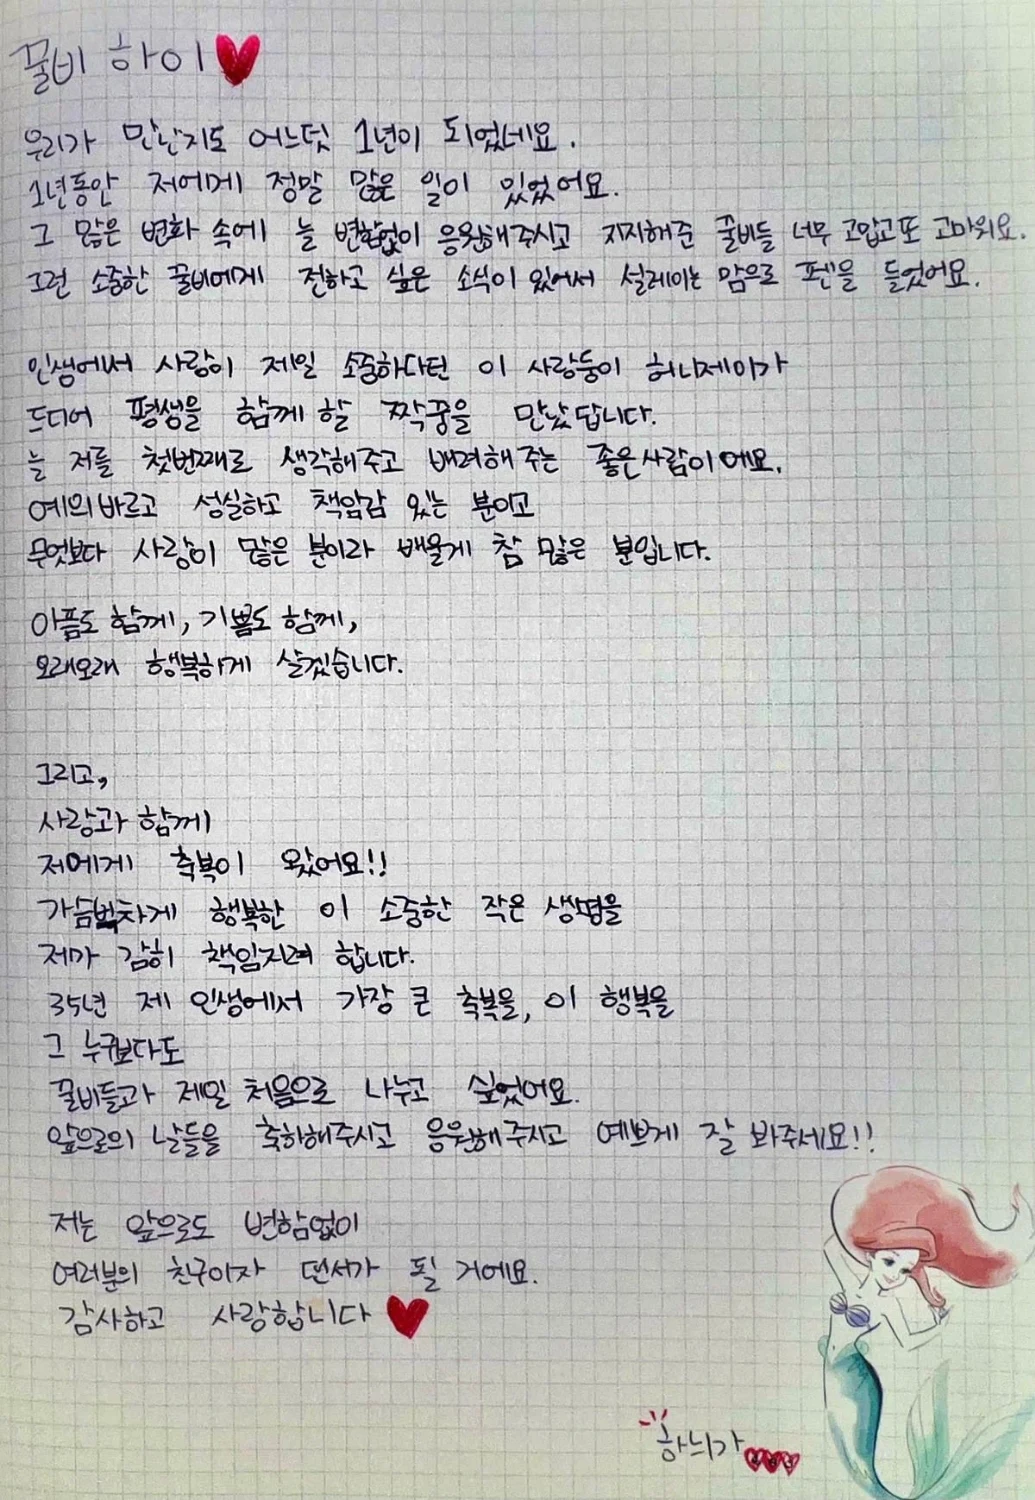 꿀비 하이
우리가 만난지도 어느덧 1년이 되었네요.
1년동안 저에게 정말 많은 일이 있었어요.
그 많은 변화 속에 늘 변함없이 응원해주시고 지지해준 꿀비들 너무 고맙고 또 고마워요.
그런 소중한 꿀비에게 전하고 싶은 소식이 있어서 설레이는 맘으로 펜을 들었어요.
인생에서 사랑이 제일 소중하다던 이 사랑둥이 허니제이가
드디어 평생을 함께 할 짝꿍을 만났답니다.
늘 저를 첫번째로 생각해주고 배려해주는 좋은사람이에요.
예의바르고 성실하고 책임감 있는 분이고
무엇보다 사랑이 많은 분이라 배울게 참 많은 분입니다.
아픔도 함께, 기쁨도 함께,
오래오래 행복하게 살겠습니다.
그리고,
사랑과 함께
저에게 축복이 왔어요!!
가슴벅차게 행복한 이 소중한 작은 생명을
제가 감히 책임지려 합니다.
35년 제 인생에서 가장 큰 축복을, 이 행복을
그 누구보다도
꿀비들과 제일 처음으로 나누고 싶었어요.
앞으로의 날들을 축하해주시고 응원해주시고 예쁘게 잘 봐주세요!!
저는 앞으로도 변함없이
여러분의 친구이자 댄서가 될 거에요.
감사하고 사랑합니다
하늬가